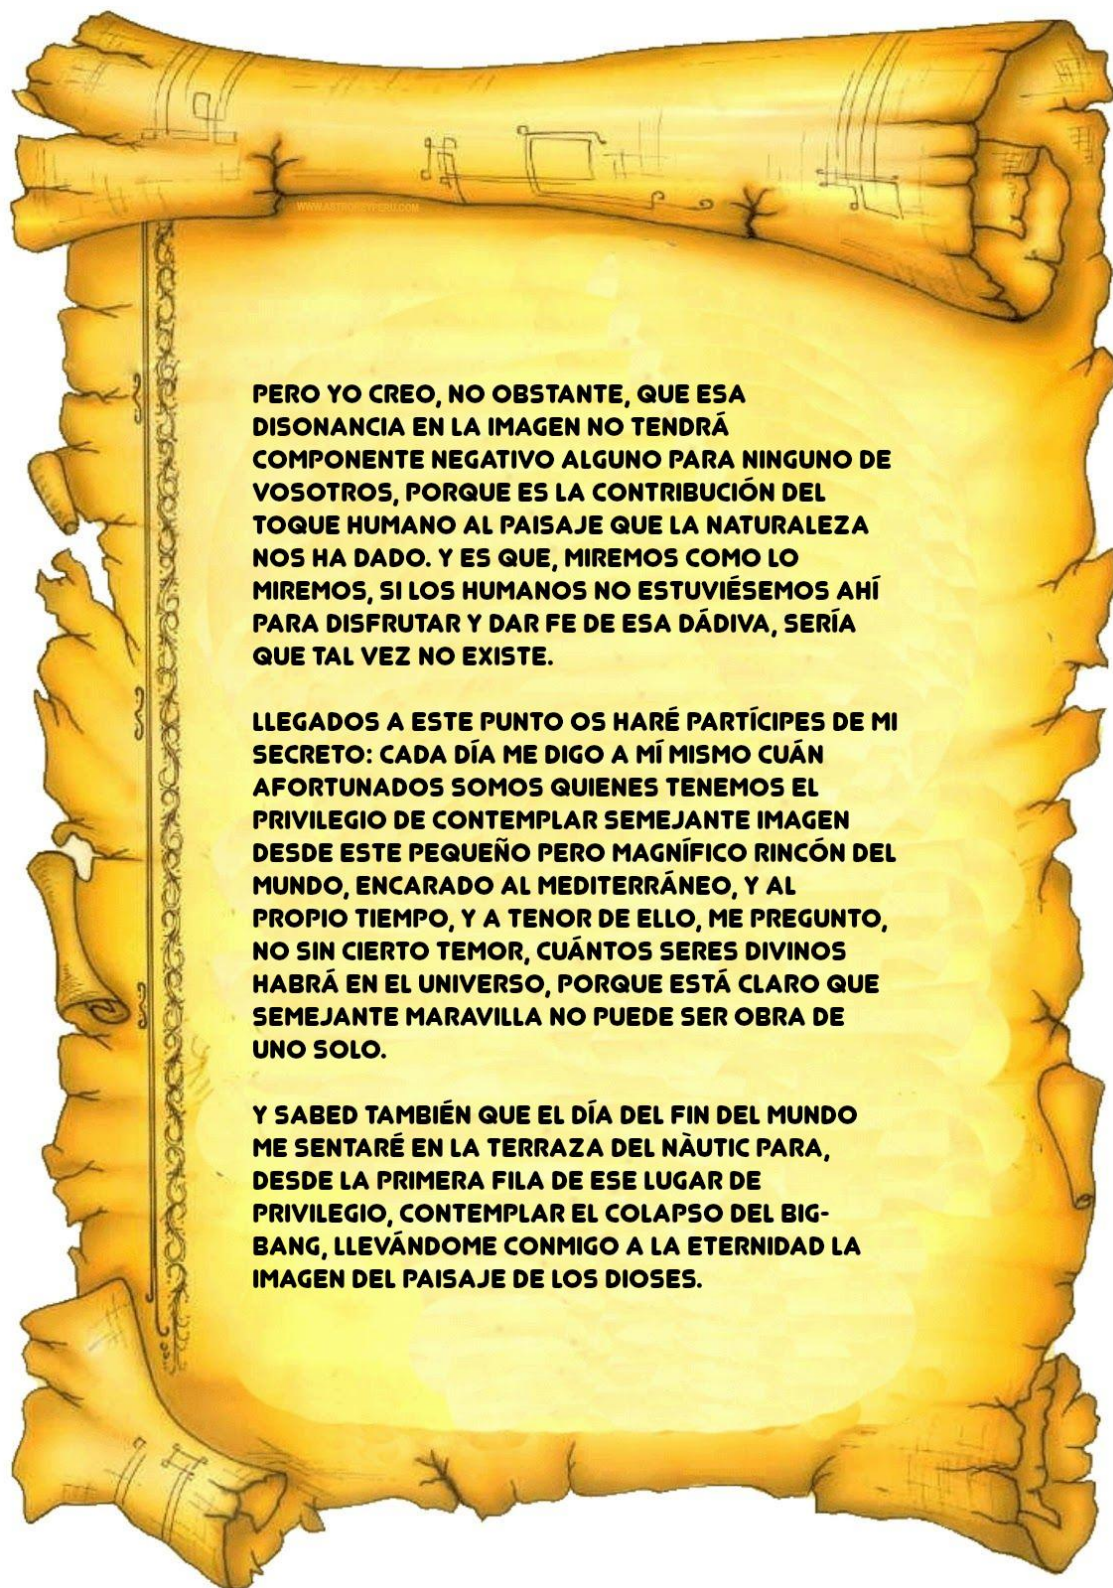 WWW.ASTROREYPERU.COM
PERO YO CREO, NO OBSTANTE, QUE ESA
DISONANCIA EN LA IMAGEN NO TENDRÁ
COMPONENTE NEGATIVO ALGUNO PARA NINGUNO DE
VOSOTROS, PORQUE ES LA CONTRIBUCIÓN DEL
TOQUE HUMANO AL PAISAJE QUE LA NATURALEZA
NOS HA DADO. Y ES QUE, MIREMOS COMO LO
MIREMOS, SI LOS HUMANOS NO ESTUVIÉSEMOS AHÍ
PARA DISFRUTAR Y DAR FE DE ESA DÁDIVA, SERÍA
QUE TAL VEZ NO EXISTE.
LLEGADOS A ESTE PUNTO OS HARÉ PARTÍCIPES DE MI
SECRETO: CADA DÍA ME DIGO A MÍ MISMO CUÁN
AFORTUNADOS SOMOS QUIENES TENEMOS EL
PRIVILEGIO DE CONTEMPLAR SEMEJANTE IMAGEN
DESDE ESTE PEQUEÑO PERO MAGNÍFICO RINCÓN DEL
MUNDO, ENCARADO AL MEDITERRÁNEO, Y AL
PROPIO TIEMPO, Y A TENOR DE ELLO, ME PREGUNTO,
NO SIN CIERTO TEMOR, CUÁNTOS SERES DIVINOS
HABRÁ EN EL UNIVERSO, PORQUE ESTÁ CLARO QUE
SEMEJANTE MARAVILLA NO PUEDE SER OBRA DE
UNO SOLO.
Y SABED TAMBIÉN QUE EL DÍA DEL FIN DEL MUNDO
ME SENTARÉ EN LA TERRAZA DEL NÀUTIC PARA,
DESDE LA PRIMERA FILA DE ESE LUGAR DE
PRIVILEGIO, CONTEMPLAR EL COLAPSO DEL BIG-
BANG, LLEVÁNDOME CONMIGO A LA ETERNIDAD LA
IMAGEN DEL PAISAJE DE LOS DIOSES.